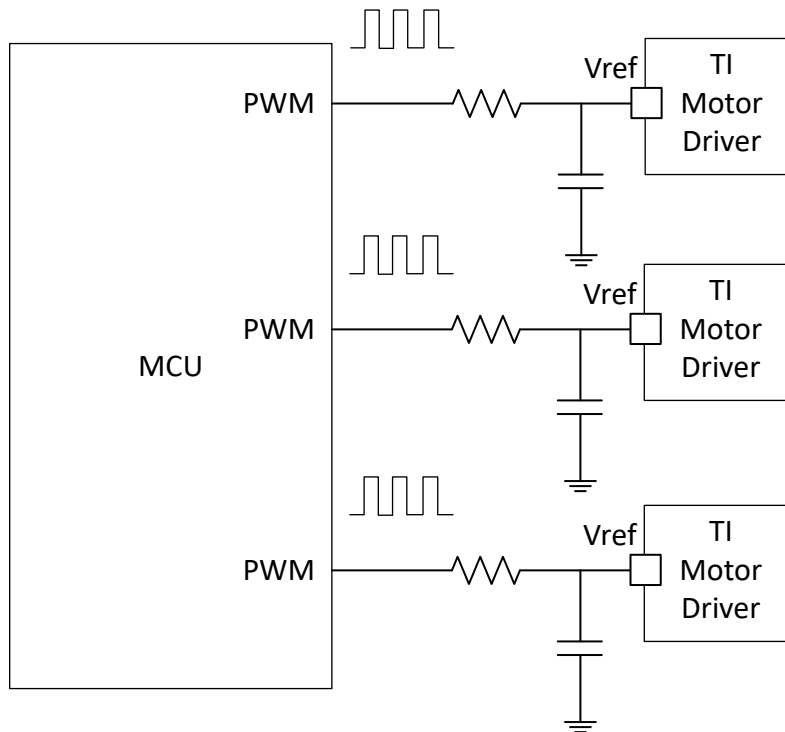 Vref
TI
Motor
Driver
PWM
Vref
TI
Motor
Driver
PWM
MCU
Vref
TI
Motor
Driver
PWM